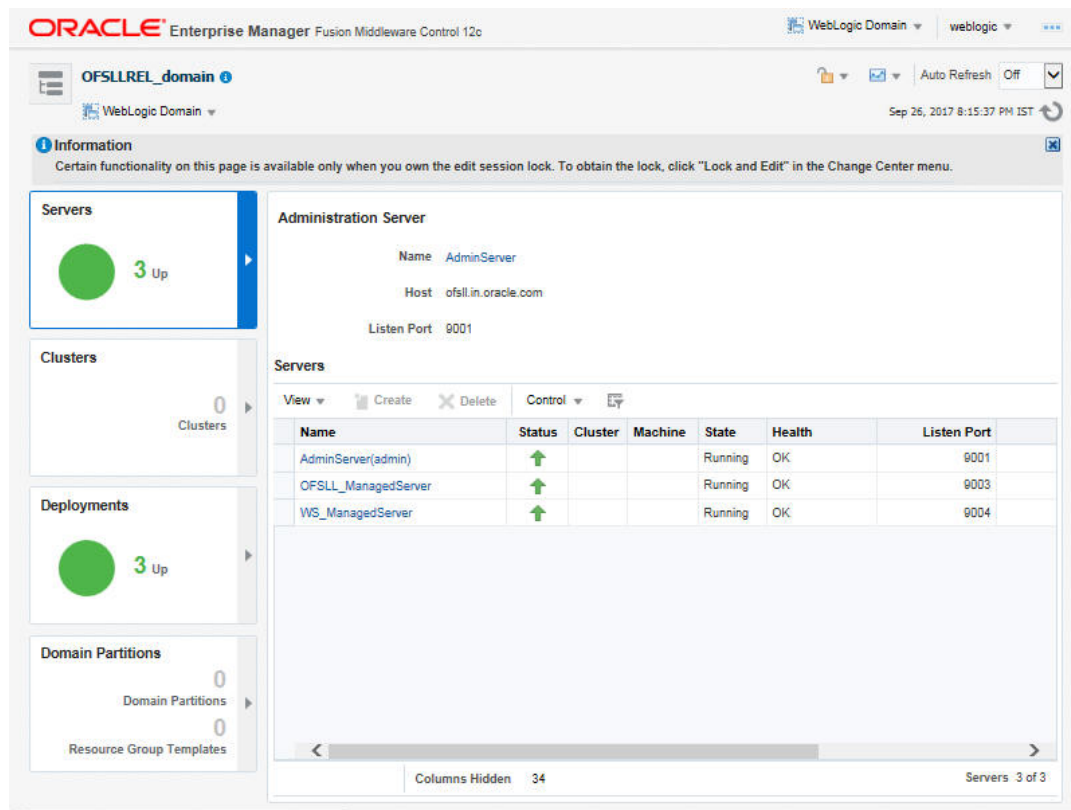 ORACLE Enterprise Manager Fusion Middleware Control 12c
WebLogic Domain
weblogic
OFSLLREL_domain
Auto Refresh Off
WebLogic Domain
Sep 26, 2017 8:15:37 PM IST
Information
Certain functionality on this page is available only when you own the edit session lock. To obtain the lock, click "Lock and Edit" in the Change Center menu.
Servers
3 Up
Clusters
0
Clusters
Deployments
3 Up
Domain Partitions
0
Domain Partitions
0
Resource Group Templates
Administration Server
Name AdminServer
Host ofsll.in.oracle.com
Listen Port 9001
Servers
View Create Delete Control
Name Status Cluster Machine State Health Listen Port
AdminServer(admin) Running OK 9001
OFSLL_ManagedServer Running OK 9003
WS_ManagedServer Running OK 9004
Columns Hidden 34
Servers 3 of 3